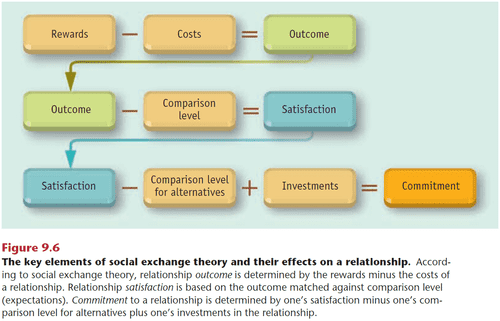 Rewards − Costs = Outcome
Outcome − Comparison level = Satisfaction
Satisfaction − Comparison level for alternatives + Investments = Commitment
Figure 9.6
The key elements of social exchange theory and their effects on a relationship. Accord-
ing to social exchange theory, relationship outcome is determined by the rewards minus the costs of
a relationship. Relationship satisfaction is based on the outcome matched against comparison level
(expectations). Commitment to a relationship is determined by one's satisfaction minus one's com-
parison level for alternatives plus one's investments in the relationship.